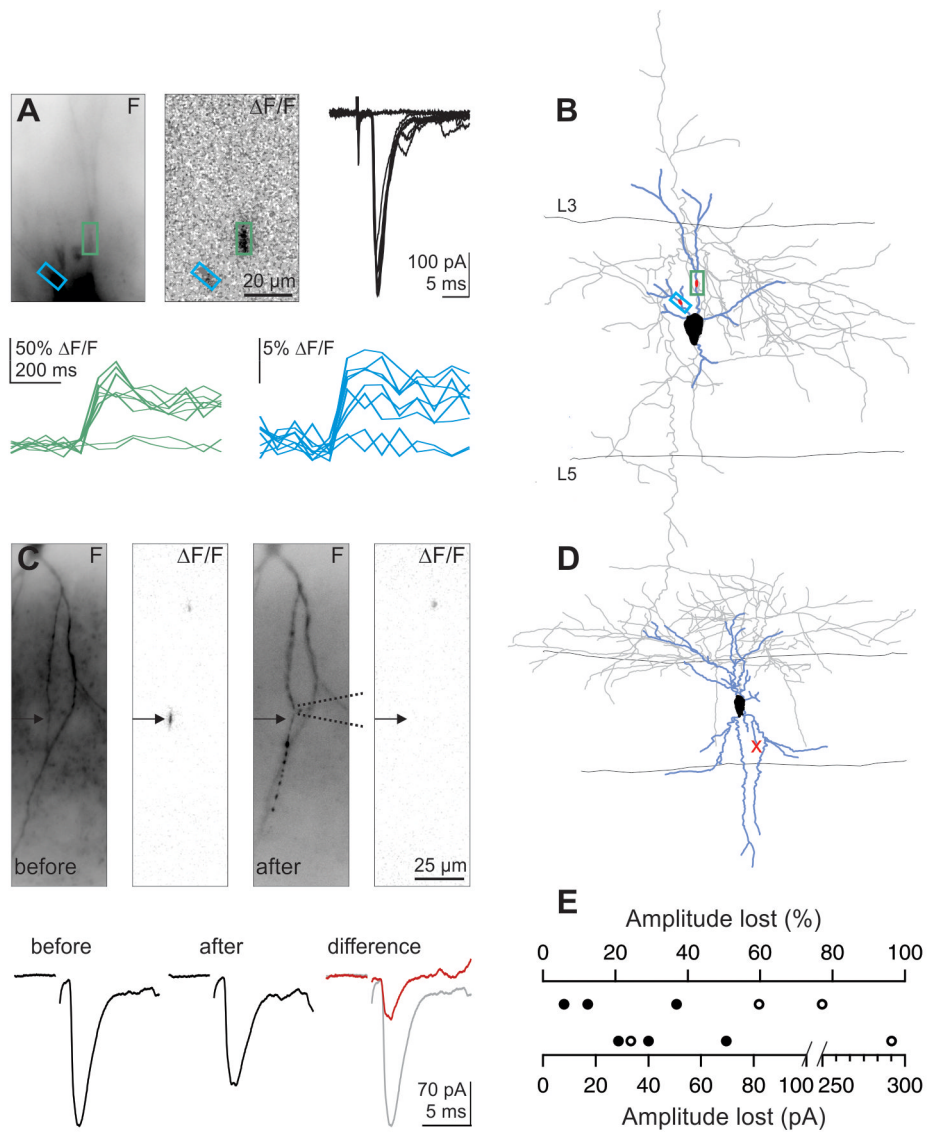 A
F
ΔF/F
20 µm
100 pA
5 ms
50% ΔF/F
200 ms
5% ΔF/F
B
L3
L5
C
F
ΔF/F
F
ΔF/F
before
after
25 µm
D
X
before
after
difference
70 pA
5 ms
E
Amplitude lost (%)
0 20 40 60 80 100
0 20 40 60 80 100 250 300
Amplitude lost (pA)